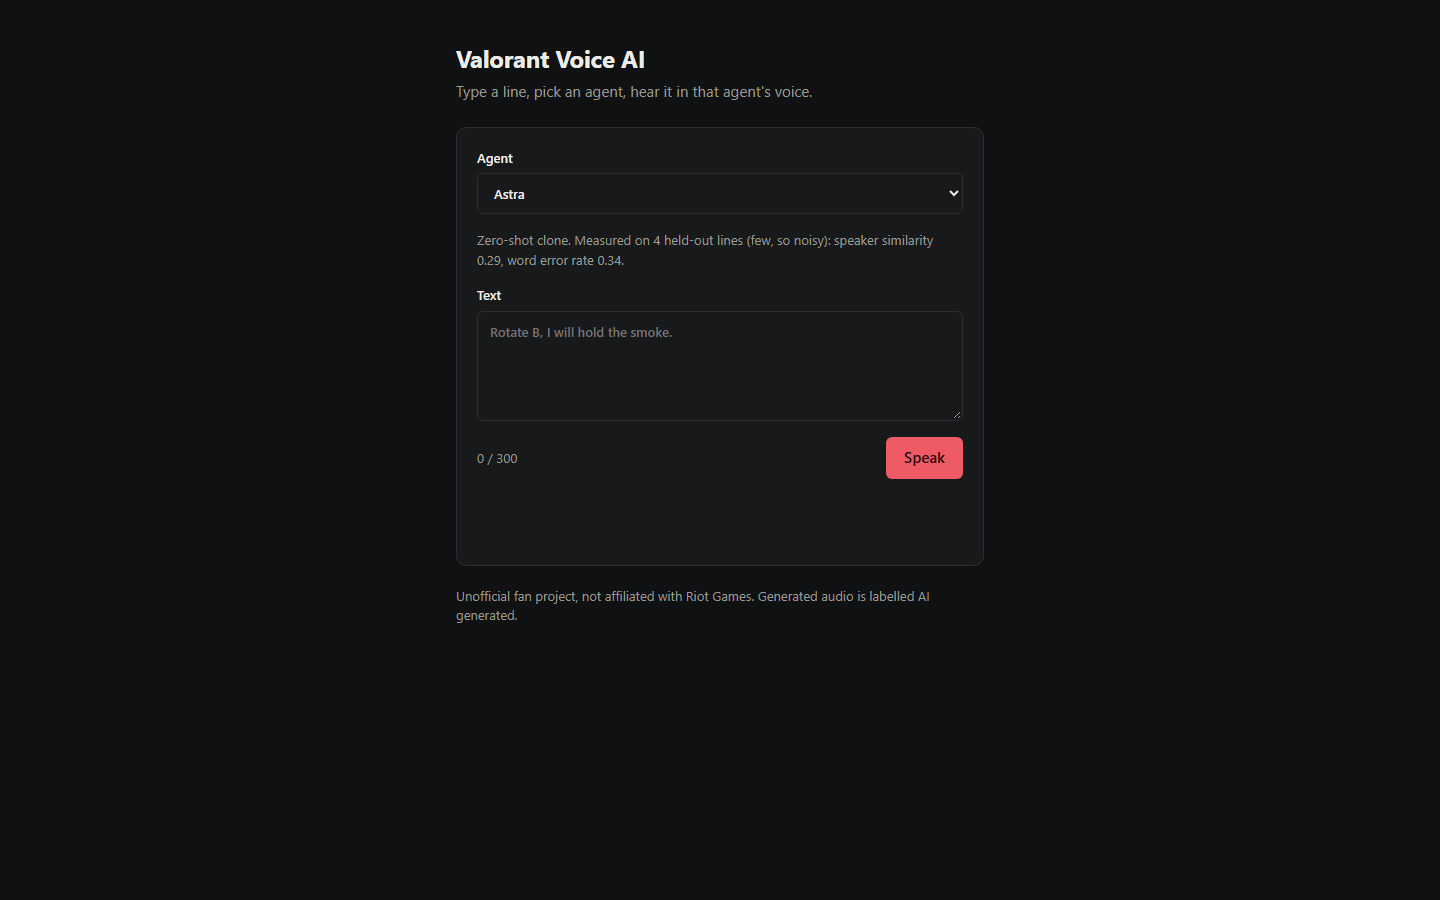 Valorant Voice AI
Type a line, pick an agent, hear it in that agent's voice.
Agent
Astra
Zero-shot clone. Measured on 4 held-out lines (few, so noisy): speaker similarity
0.29, word error rate 0.34.
Text
Rotate B, I will hold the smoke.
0 / 300
Speak
Unofficial fan project, not affiliated with Riot Games. Generated audio is labelled AI
generated.